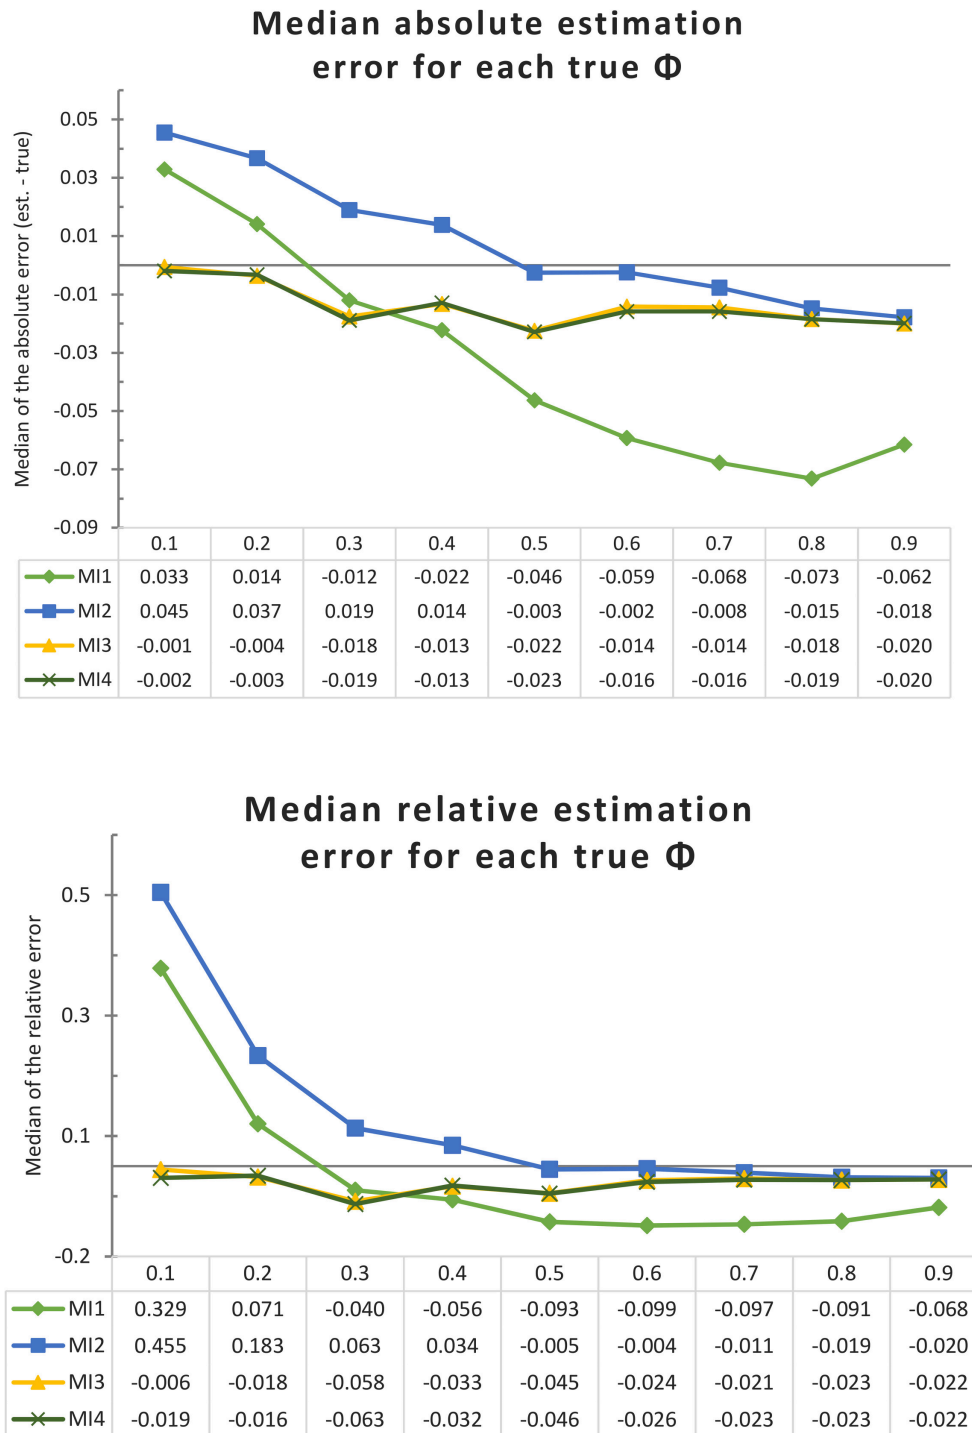 Median absolute estimation
error for each true Φ
Median of the absolute error (est. - true)
0.05
0.03
0.01
-0.01
-0.03
-0.05
-0.07
-0.09
0.1 0.2 0.3 0.4 0.5 0.6 0.7 0.8 0.9
MI1 0.033 0.014 -0.012 -0.022 -0.046 -0.059 -0.068 -0.073 -0.062
MI2 0.045 0.037 0.019 0.014 -0.003 -0.002 -0.008 -0.015 -0.018
MI3 -0.001 -0.004 -0.018 -0.013 -0.022 -0.014 -0.014 -0.018 -0.020
MI4 -0.002 -0.003 -0.019 -0.013 -0.023 -0.016 -0.016 -0.019 -0.020
Median relative estimation
error for each true Φ
Median of the relative error
0.5
0.3
0.1
-0.2
0.1 0.2 0.3 0.4 0.5 0.6 0.7 0.8 0.9
MI1 0.329 0.071 -0.040 -0.056 -0.093 -0.099 -0.097 -0.091 -0.068
MI2 0.455 0.183 0.063 0.034 -0.005 -0.004 -0.011 -0.019 -0.020
MI3 -0.006 -0.018 -0.058 -0.033 -0.045 -0.024 -0.021 -0.023 -0.022
MI4 -0.019 -0.016 -0.063 -0.032 -0.046 -0.026 -0.023 -0.023 -0.022